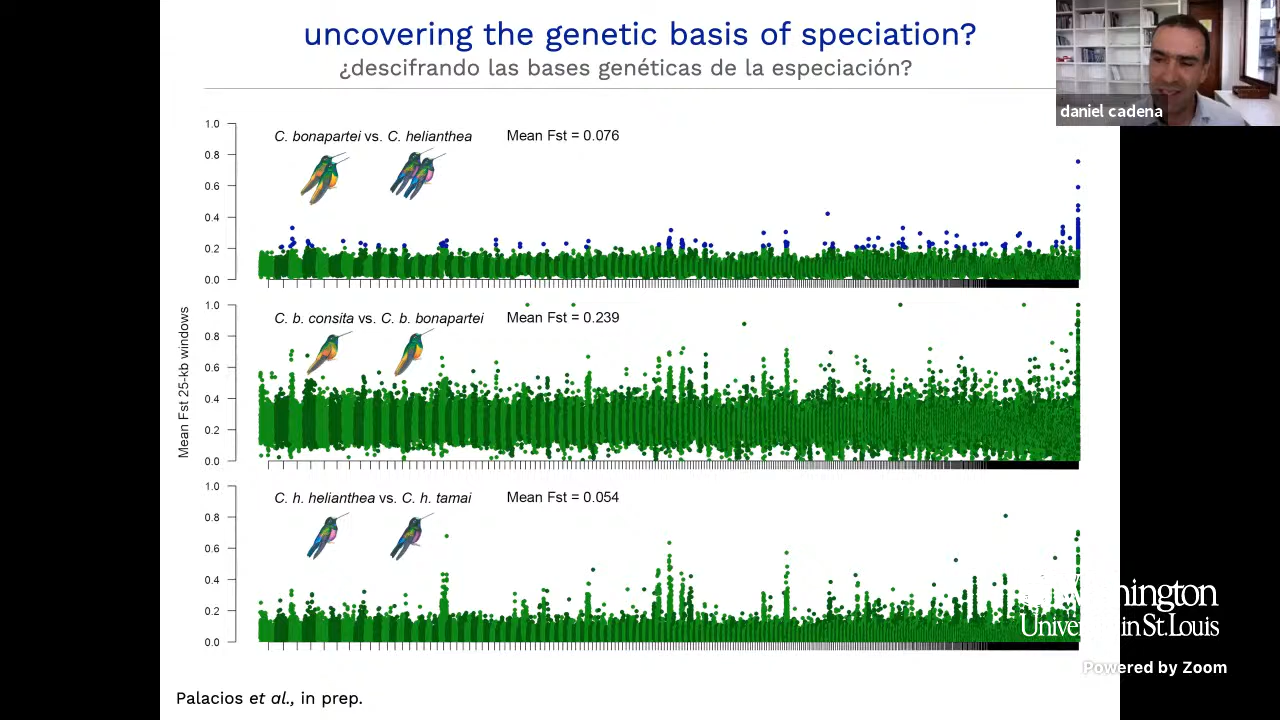 uncovering the genetic basis of speciation?
¿descifrando las bases genéticas de la especiación?
daniel cadena
Mean Fst 25-kb windows
C. bonapartei vs. C. helianthea Mean Fst = 0.076
1.0
0.8
0.6
0.4
0.2
0.0
C. b. consita vs. C. b. bonapartei Mean Fst = 0.239
1.0
0.8
0.6
0.4
0.2
0.0
C. h. helianthea vs. C. h. tamai Mean Fst = 0.054
1.0
0.8
0.6
0.4
0.2
0.0
Washington
University in St. Louis
Powered by Zoom
Palacios et al., in prep.